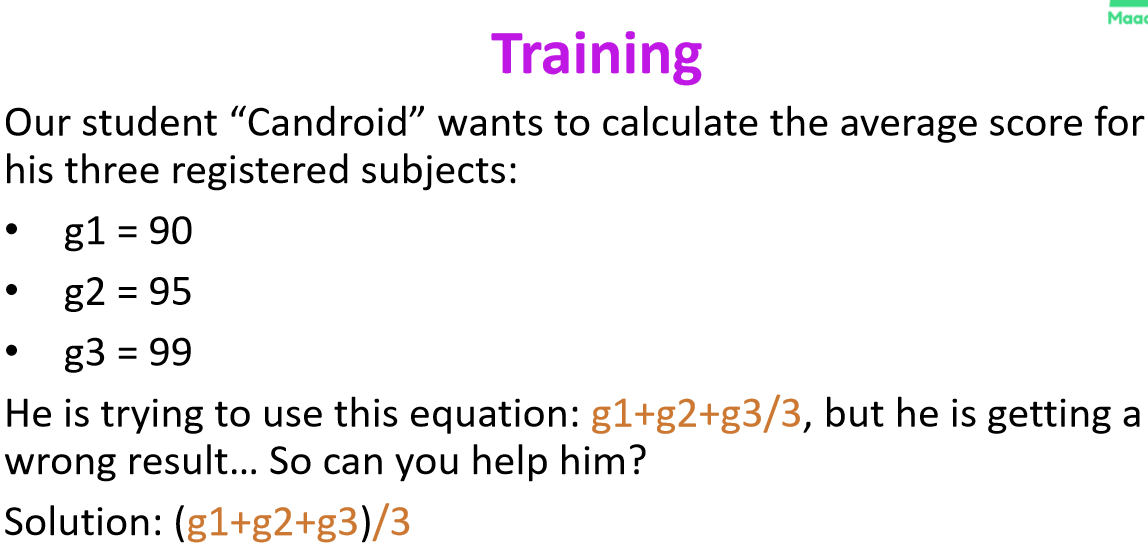 Training
Our student “Candroid” wants to calculate the average score for
his three registered subjects:
• g1 = 90
• g2 = 95
• g3 = 99
He is trying to use this equation: g1+g2+g3/3, but he is getting a
wrong result... So can you help him?
Solution: (g1+g2+g3)/3